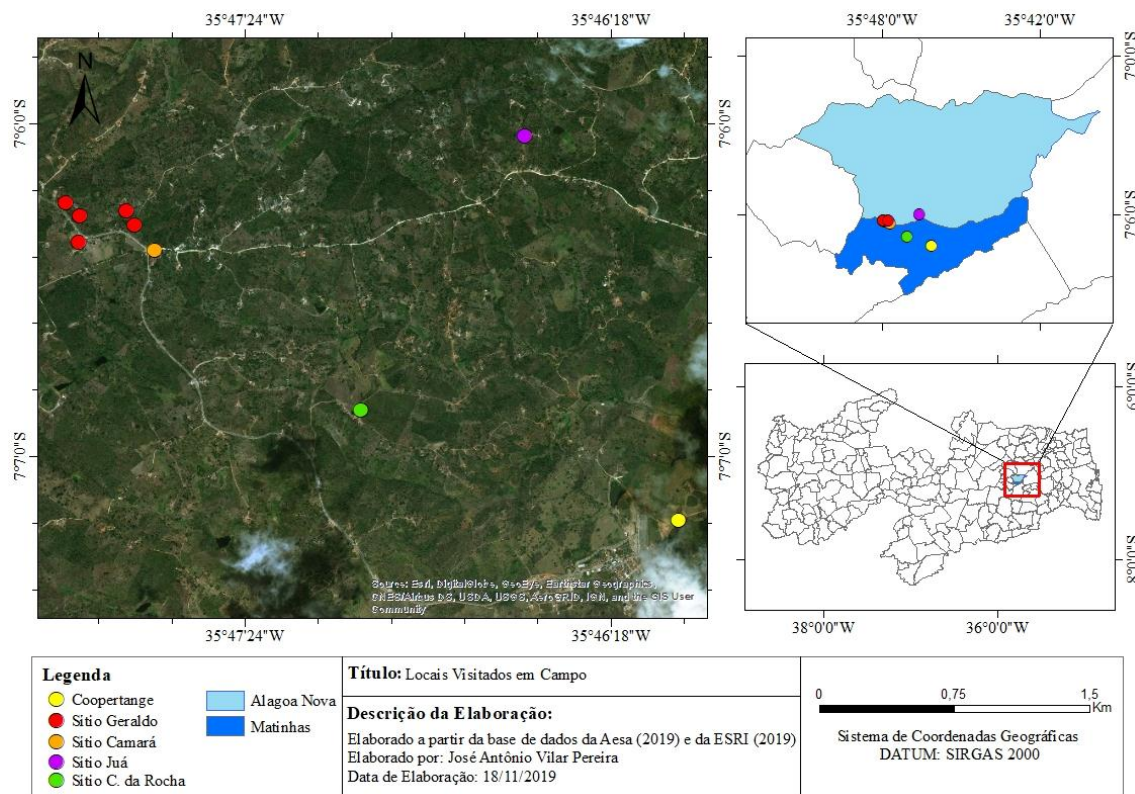 35°47'24"W
35°46'18"W
N
7°6'0"S
7°6'0"S
7°7'0"S
7°7'0"S
Source: Esri, DigitalGlobe, GeoEye, Earthstar Geographics,
CNES/Airbus DS, USDA, USGS, AeroGRID, IGN, and the GIS User
Community
35°47'24"W
35°46'18"W
35°48'0"W
35°42'0"W
7°0'0"S
7°6'0"S
6°0'0"S
8°0'0"S
38°0'0"W
36°0'0"W
Legenda
Coopertange
Sitio Geraldo
Sitio Camará
Sitio Juá
Sitio C. da Rocha
Alagoa Nova
Matinhas
Título: Locais Visitados em Campo
Descrição da Elaboração:
Elaborado a partir da base de dados da Aesa (2019) e da ESRI (2019)
Elaborado por: José Antônio Vilar Pereira
Data de Elaboração: 18/11/2019
0 0,75 1,5
Km
Sistema de Coordenadas Geográficas
DATUM: SIRGAS 2000